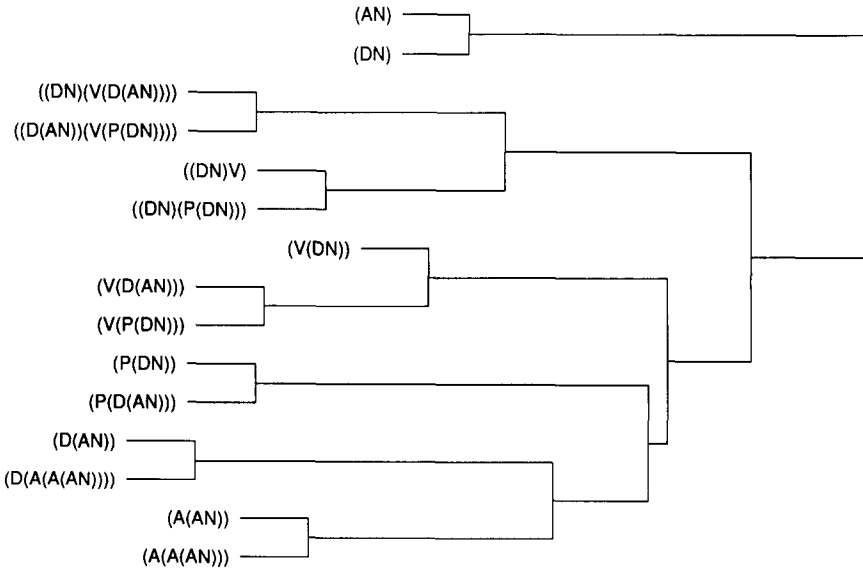 (AN)
(DN)
((DN)(V(D(AN))))
((D(AN))(V(P(DN))))
((DN)V)
((DN)(P(DN)))
(V(DN))
(V(D(AN)))
(V(P(DN)))
(P(DN))
(P(D(AN)))
(D(AN))
(D(A(A(AN))))
(A(AN))
(A(A(AN)))